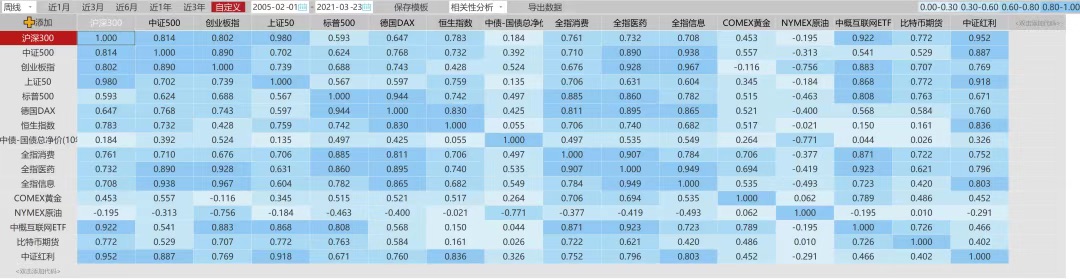 周线 近1月 近3月 近6月 近1年 近3年 自定义 2005-02-01 - 2021-03-23 保存模板 相关性分析 导出数据 0.00-0.30 0.30-0.60 0.60-0.80 0.80-1.00
添加 沪深300 中证500 创业板指 上证50 标普500 德国DAX 恒生指数 中债-国债总净价 全指消费 全指医药 全指信息 COMEX黄金 NYMEX原油 中概互联网ETF 比特币期货 中证红利 <双击添加代码>
沪深300 1.000 0.814 0.802 0.980 0.593 0.647 0.783 0.184 0.761 0.732 0.708 0.453 -0.195 0.922 0.772 0.952
中证500 0.814 1.000 0.890 0.702 0.624 0.768 0.732 0.392 0.710 0.890 0.938 0.557 -0.313 0.541 0.529 0.887
创业板指 0.802 0.890 1.000 0.739 0.688 0.743 0.428 0.524 0.676 0.928 0.967 -0.116 -0.756 0.883 0.707 0.769
上证50 0.980 0.702 0.739 1.000 0.567 0.597 0.759 0.135 0.706 0.631 0.604 0.345 -0.184 0.868 0.772 0.918
标普500 0.593 0.624 0.688 0.567 1.000 0.944 0.742 0.497 0.885 0.860 0.782 0.515 -0.463 0.808 0.763 0.671
德国DAX 0.647 0.768 0.743 0.597 0.944 1.000 0.830 0.425 0.811 0.895 0.865 0.521 -0.400 0.568 0.584 0.760
恒生指数 0.783 0.732 0.428 0.759 0.742 0.830 1.000 0.055 0.706 0.740 0.682 0.517 -0.021 0.150 0.161 0.836
中债-国债总净价(10 0.184 0.392 0.524 0.135 0.497 0.425 0.055 1.000 0.497 0.535 0.549 0.264 -0.771 0.044 0.026 0.326
全指消费 0.761 0.710 0.676 0.706 0.885 0.811 0.706 0.497 1.000 0.907 0.784 0.706 -0.377 0.871 0.722 0.752
全指医药 0.732 0.890 0.928 0.631 0.860 0.895 0.740 0.535 0.907 1.000 0.949 0.694 -0.419 0.923 0.621 0.796
全指信息 0.708 0.938 0.967 0.604 0.782 0.865 0.682 0.549 0.784 0.949 1.000 0.535 -0.493 0.723 0.420 0.803
COMEX黄金 0.453 0.557 -0.116 0.345 0.515 0.521 0.517 0.264 0.706 0.694 0.535 1.000 0.062 0.789 0.486 0.452
NYMEX原油 -0.195 -0.313 -0.756 -0.184 -0.463 -0.400 -0.021 -0.771 -0.377 -0.419 -0.493 0.062 1.000 -0.195 0.010 -0.291
中概互联网ETF 0.922 0.541 0.883 0.868 0.808 0.568 0.150 0.044 0.871 0.923 0.723 0.789 -0.195 1.000 0.726 0.466
比特币期货 0.772 0.529 0.707 0.772 0.763 0.584 0.161 0.026 0.722 0.621 0.420 0.486 0.010 0.726 1.000 0.402
中证红利 0.952 0.887 0.769 0.918 0.671 0.760 0.836 0.326 0.752 0.796 0.803 0.452 -0.291 0.466 0.402 1.000
<双击添加代码>